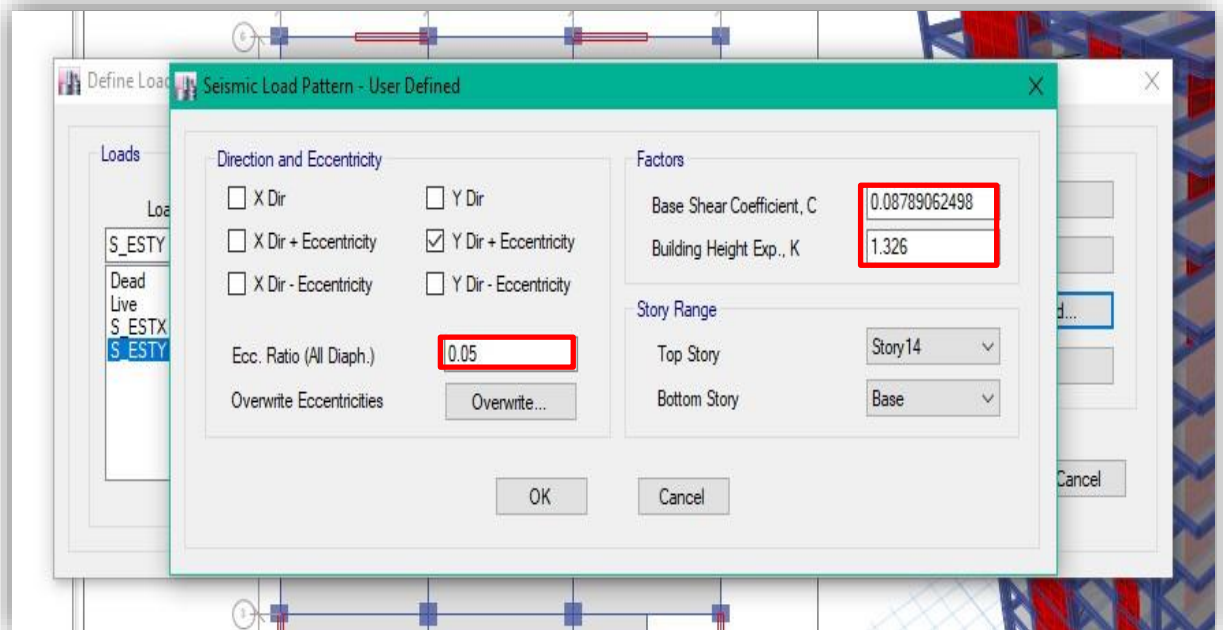 6
Define Load
Seismic Load Pattern - User Defined
Loads
Loa
S_ESTY
Dead
Live
S_ESTX
S_ESTY
Direction and Eccentricity
X Dir
Y Dir
X Dir + Eccentricity
Y Dir + Eccentricity
X Dir - Eccentricity
Y Dir - Eccentricity
Ecc. Ratio (All Diaph.)
0.05
Overwrite Eccentricities
Overwrite...
Factors
Base Shear Coefficient, C
0.08789062498
Building Height Exp., K
1.326
Story Range
Top Story
Story14
Bottom Story
Base
OK
Cancel
d...
Cancel